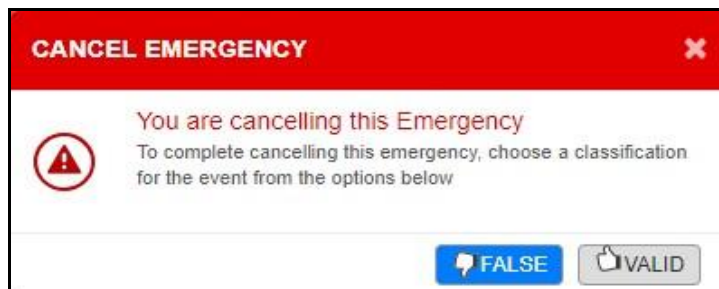 CANCEL EMERGENCY
You are cancelling this Emergency
To complete cancelling this emergency, choose a classification
for the event from the options below
FALSE
VALID